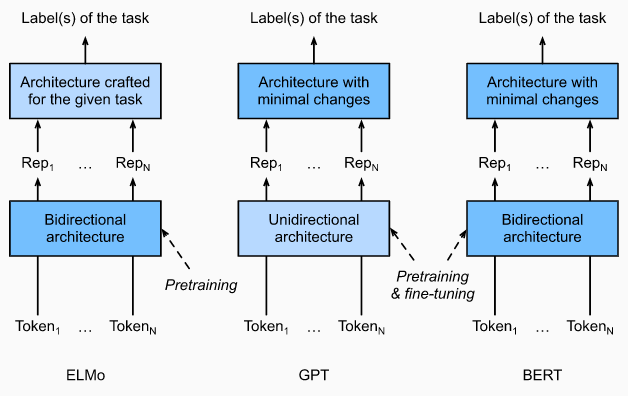 Label(s) of the task
Label(s) of the task
Label(s) of the task
Architecture crafted
for the given task
Architecture with
minimal changes
Architecture with
minimal changes
Rep1 … RepN
Rep1 … RepN
Rep1 … RepN
Bidirectional
architecture
Unidirectional
architecture
Bidirectional
architecture
Pretraining
Pretraining
& fine-tuning
Token1 … TokenN
Token1 … TokenN
Token1 … TokenN
ELMo
GPT
BERT